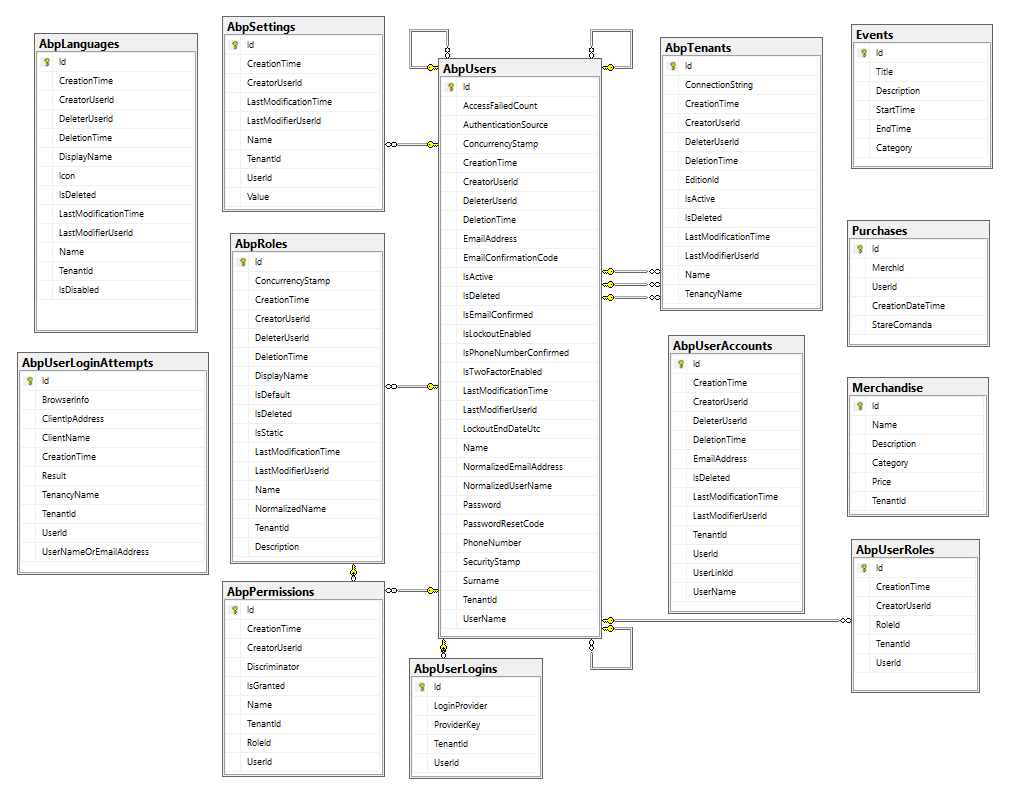 AbpLanguages
Id
CreationTime
CreatorUserId
DeleterUserId
DeletionTime
DisplayName
Icon
IsDeleted
LastModificationTime
LastModifierUserId
Name
TenantId
IsDisabled
AbpUserLoginAttempts
Id
BrowserInfo
ClientIpAddress
ClientName
CreationTime
Result
TenancyName
TenantId
UserId
UserNameOrEmailAddress
AbpSettings
Id
CreationTime
CreatorUserId
LastModificationTime
LastModifierUserId
Name
TenantId
UserId
Value
AbpRoles
Id
ConcurrencyStamp
CreationTime
CreatorUserId
DeleterUserId
DeletionTime
DisplayName
IsDefault
IsDeleted
IsStatic
LastModificationTime
LastModifierUserId
Name
NormalizedName
TenantId
Description
AbpPermissions
Id
CreationTime
CreatorUserId
Discriminator
IsGranted
Name
TenantId
RoleId
UserId
AbpUsers
Id
AccessFailedCount
AuthenticationSource
ConcurrencyStamp
CreationTime
CreatorUserId
DeleterUserId
DeletionTime
EmailAddress
EmailConfirmationCode
IsActive
IsDeleted
IsEmailConfirmed
IsLockoutEnabled
IsPhoneNumberConfirmed
IsTwoFactorEnabled
LastModificationTime
LastModifierUserId
LockoutEndDateUtc
Name
NormalizedEmailAddress
NormalizedUserName
Password
PasswordResetCode
PhoneNumber
SecurityStamp
Surname
TenantId
UserName
AbpUserLogins
Id
LoginProvider
ProviderKey
TenantId
UserId
AbpTenants
Id
ConnectionString
CreationTime
CreatorUserId
DeleterUserId
DeletionTime
EditionId
IsActive
IsDeleted
LastModificationTime
LastModifierUserId
Name
TenancyName
AbpUserAccounts
Id
CreationTime
CreatorUserId
DeleterUserId
DeletionTime
EmailAddress
IsDeleted
LastModificationTime
LastModifierUserId
TenantId
UserId
UserLinkId
UserName
Events
Id
Title
Description
StartTime
EndTime
Category
Purchases
Id
MerchId
UserId
CreationDateTime
StareComanda
Merchandise
Id
Name
Description
Category
Price
TenantId
AbpUserRoles
Id
CreationTime
CreatorUserId
RoleId
TenantId
UserId